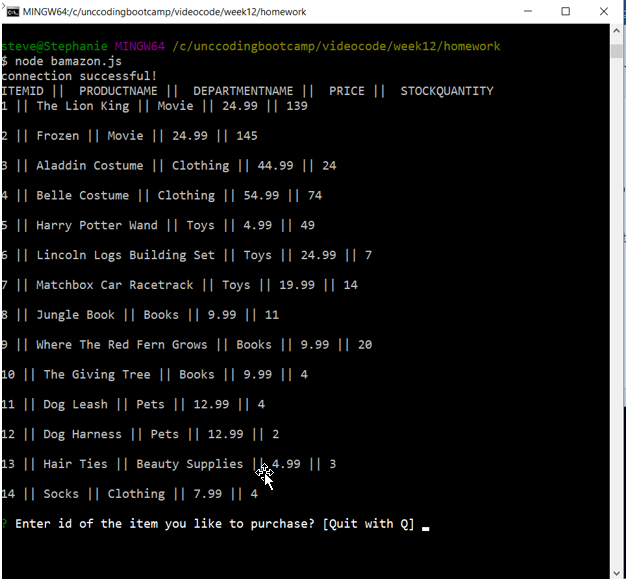 MINGW64:/c/unccodingbootcamp/videocode/week12/homework
steve@Stephanie MINGW64 /c/unccodingbootcamp/videocode/week12/homework
$ node bamazon.js
connection successful!
ITEMID ||  PRODUCTNAME ||  DEPARTMENTNAME ||  PRICE ||  STOCKQUANTITY
1 || The Lion King || Movie || 24.99 || 139
2 || Frozen || Movie || 24.99 || 145
3 || Aladdin Costume || Clothing || 44.99 || 24
4 || Belle Costume || Clothing || 54.99 || 74
5 || Harry Potter Wand || Toys || 4.99 || 49
6 || Lincoln Logs Building Set || Toys || 24.99 || 7
7 || Matchbox Car Racetrack || Toys || 19.99 || 14
8 || Jungle Book || Books || 9.99 || 11
9 || Where The Red Fern Grows || Books || 9.99 || 20
10 || The Giving Tree || Books || 9.99 || 4
11 || Dog Leash || Pets || 12.99 || 4
12 || Dog Harness || Pets || 12.99 || 2
13 || Hair Ties || Beauty Supplies || 4.99 || 3
14 || Socks || Clothing || 7.99 || 4
? Enter id of the item you like to purchase? [Quit with Q]